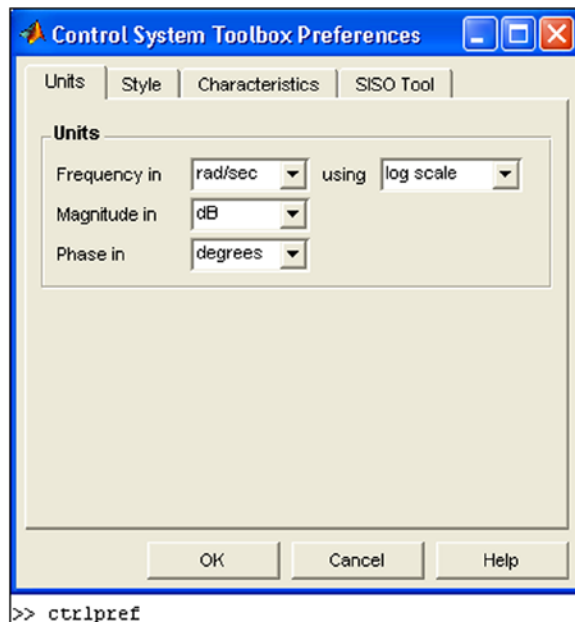 Control System Toolbox Preferences
Units Style Characteristics SISO Tool
Units
Frequency in rad/sec using log scale
Magnitude in dB
Phase in degrees
OK Cancel Help
>> ctrlpref